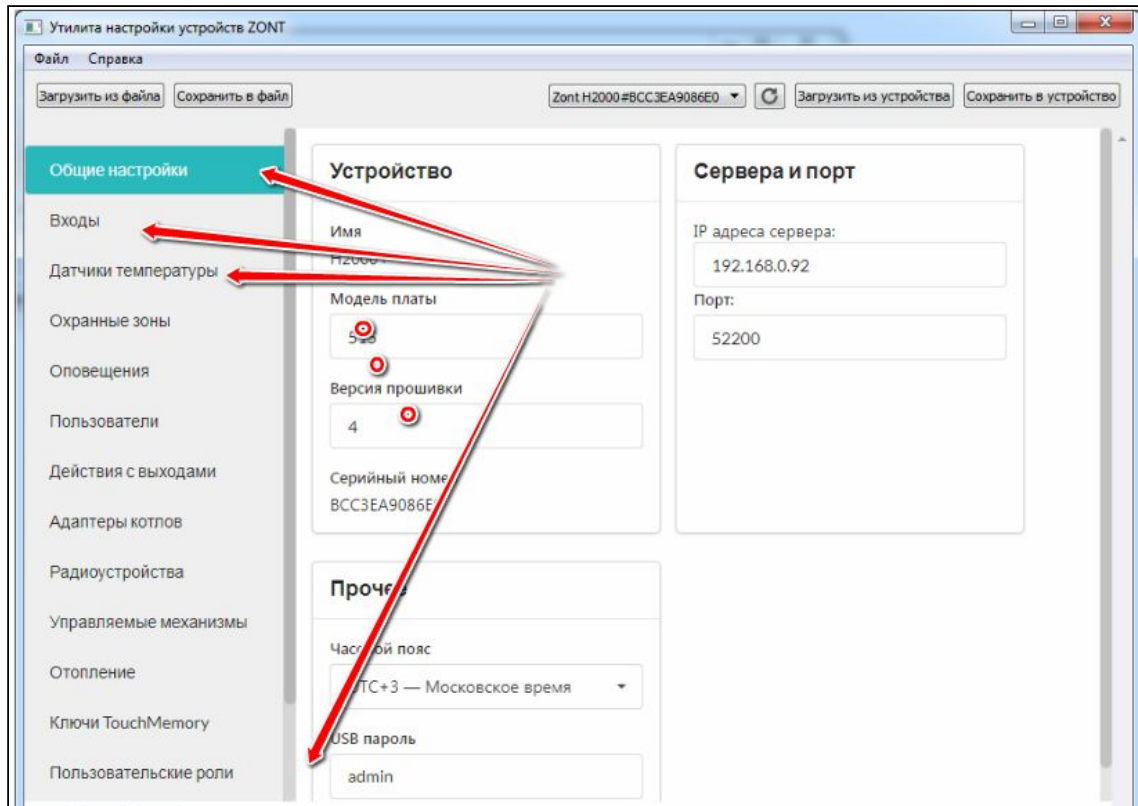 Утилита настройки устройств ZONT
Файл Справка
Загрузить из файла Сохранить в файл Zont H2000#BCC3EA9086E0 Загрузить из устройства Сохранить в устройство
Общие настройки
Входы
Датчики температуры
Охранные зоны
Оповещения
Пользователи
Действия с выходами
Адаптеры котлов
Радиоустройства
Управляемые механизмы
Отопление
Ключи TouchMemory
Пользовательские роли
Устройство
Имя
Модель платы
Версия прошивки
4
Серийный номе
BCC3EA9086E
Сервера и порт
IP адреса сервера:
192.168.0.92
Порт:
52200
Прочее
Часовой пояс
UTC+3 — Московское время
USB пароль
admin